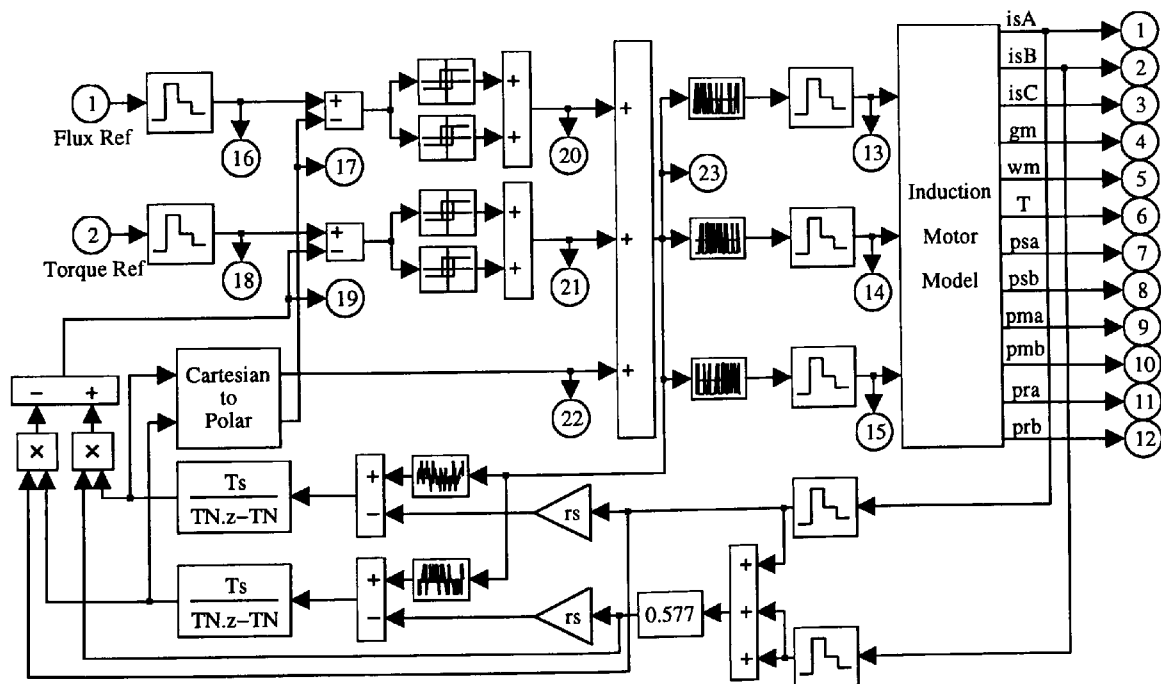 isA
1
isB
2
isC
3
gm
4
wm
5
T
6
psa
7
psb
8
pma
9
pmb
10
pra
11
prb
12
1
Flux Ref
16
+
−
17
+
+
20
+
23
13
Induction
Motor
Model
2
Torque Ref
18
+
−
19
+
+
21
+
14
− +
Cartesian
to
Polar
22
+
15
×
×
Ts
TN.z−TN
+
−
rs
Ts
TN.z−TN
+
−
rs
0.577
+
+
+